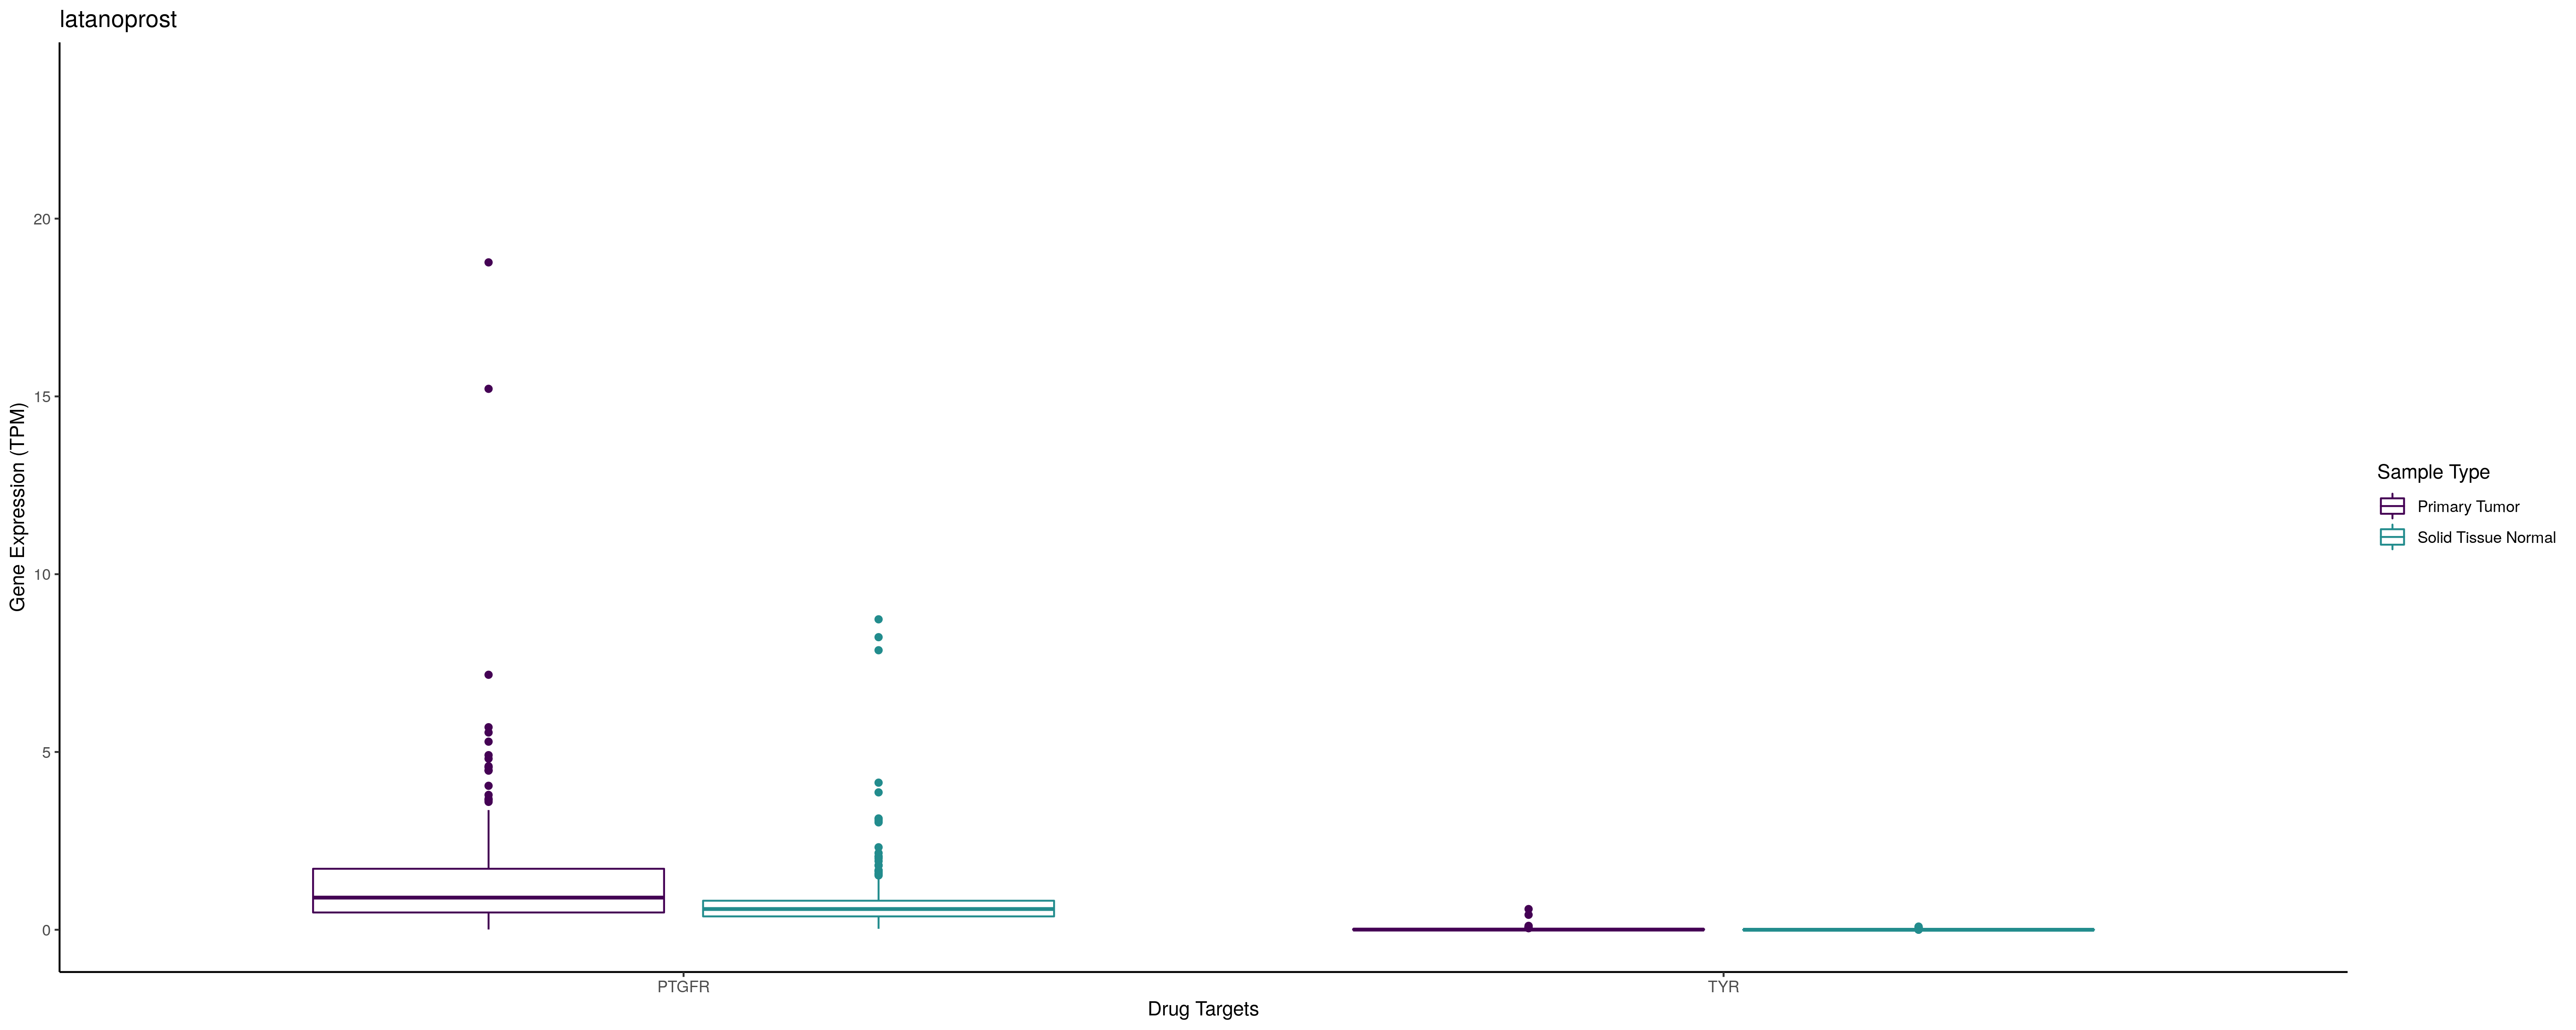 latanoprost
Gene Expression (TPM)
20
15
10
5
0
PTGFR
TYR
Drug Targets
Sample Type
Primary Tumor
Solid Tissue Normal